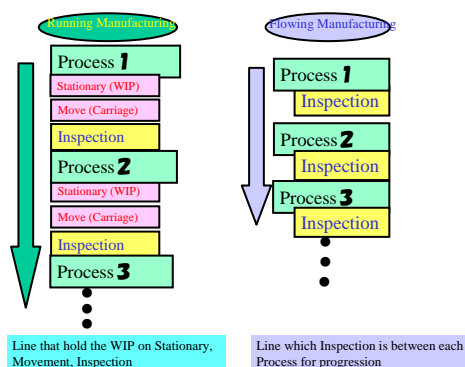 Running Manufacturing
Process 1
Stationary (WIP)
Move (Carriage)
Inspection
Process 2
Stationary (WIP)
Move (Carriage)
Inspection
Process 3
Line that hold the WIP on Stationary,
Movement, Inspection
Flowing Manufacturing
Process 1
Inspection
Process 2
Inspection
Process 3
Inspection
Line which Inspection is between each
Process for progression